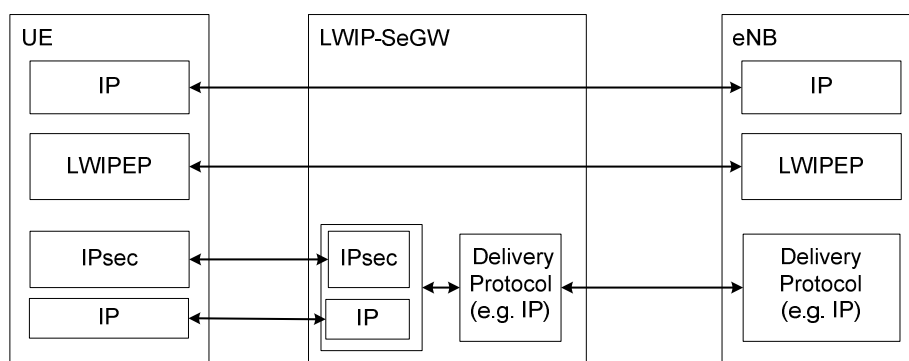 UE
LWIP-SeGW
eNB
IP
IP
LWIPEP
LWIPEP
IPsec
IPsec
Delivery
Protocol
(e.g. IP)
Delivery
Protocol
(e.g. IP)
IP
IP